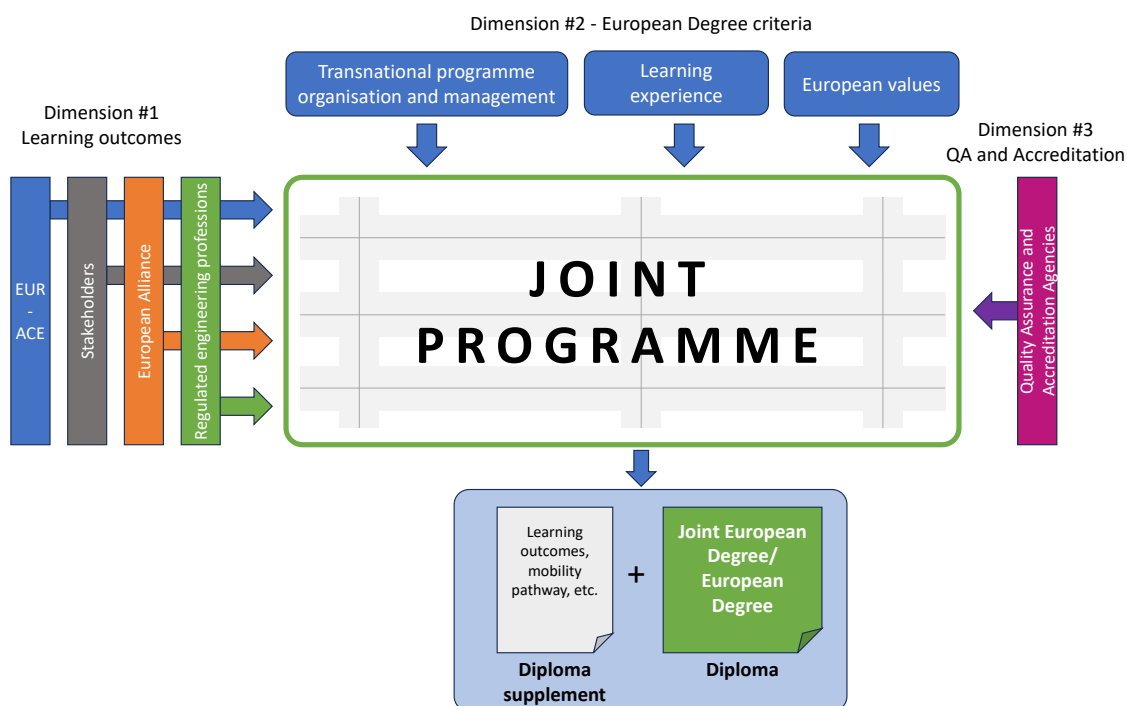 Dimension #2 - European Degree criteria
Transnational programme
organisation and management
Learning
experience
European values
Dimension #1
Learning outcomes
Dimension #3
QA and Accreditation
EUR
-
ACE
Stakeholders
European Alliance
Regulated engineering professions
JOINT
PROGRAMME
Quality Assurance and
Accreditation Agencies
Learning
outcomes,
mobility
pathway, etc.
+
Joint European
Degree/
European
Degree
Diploma
supplement
Diploma